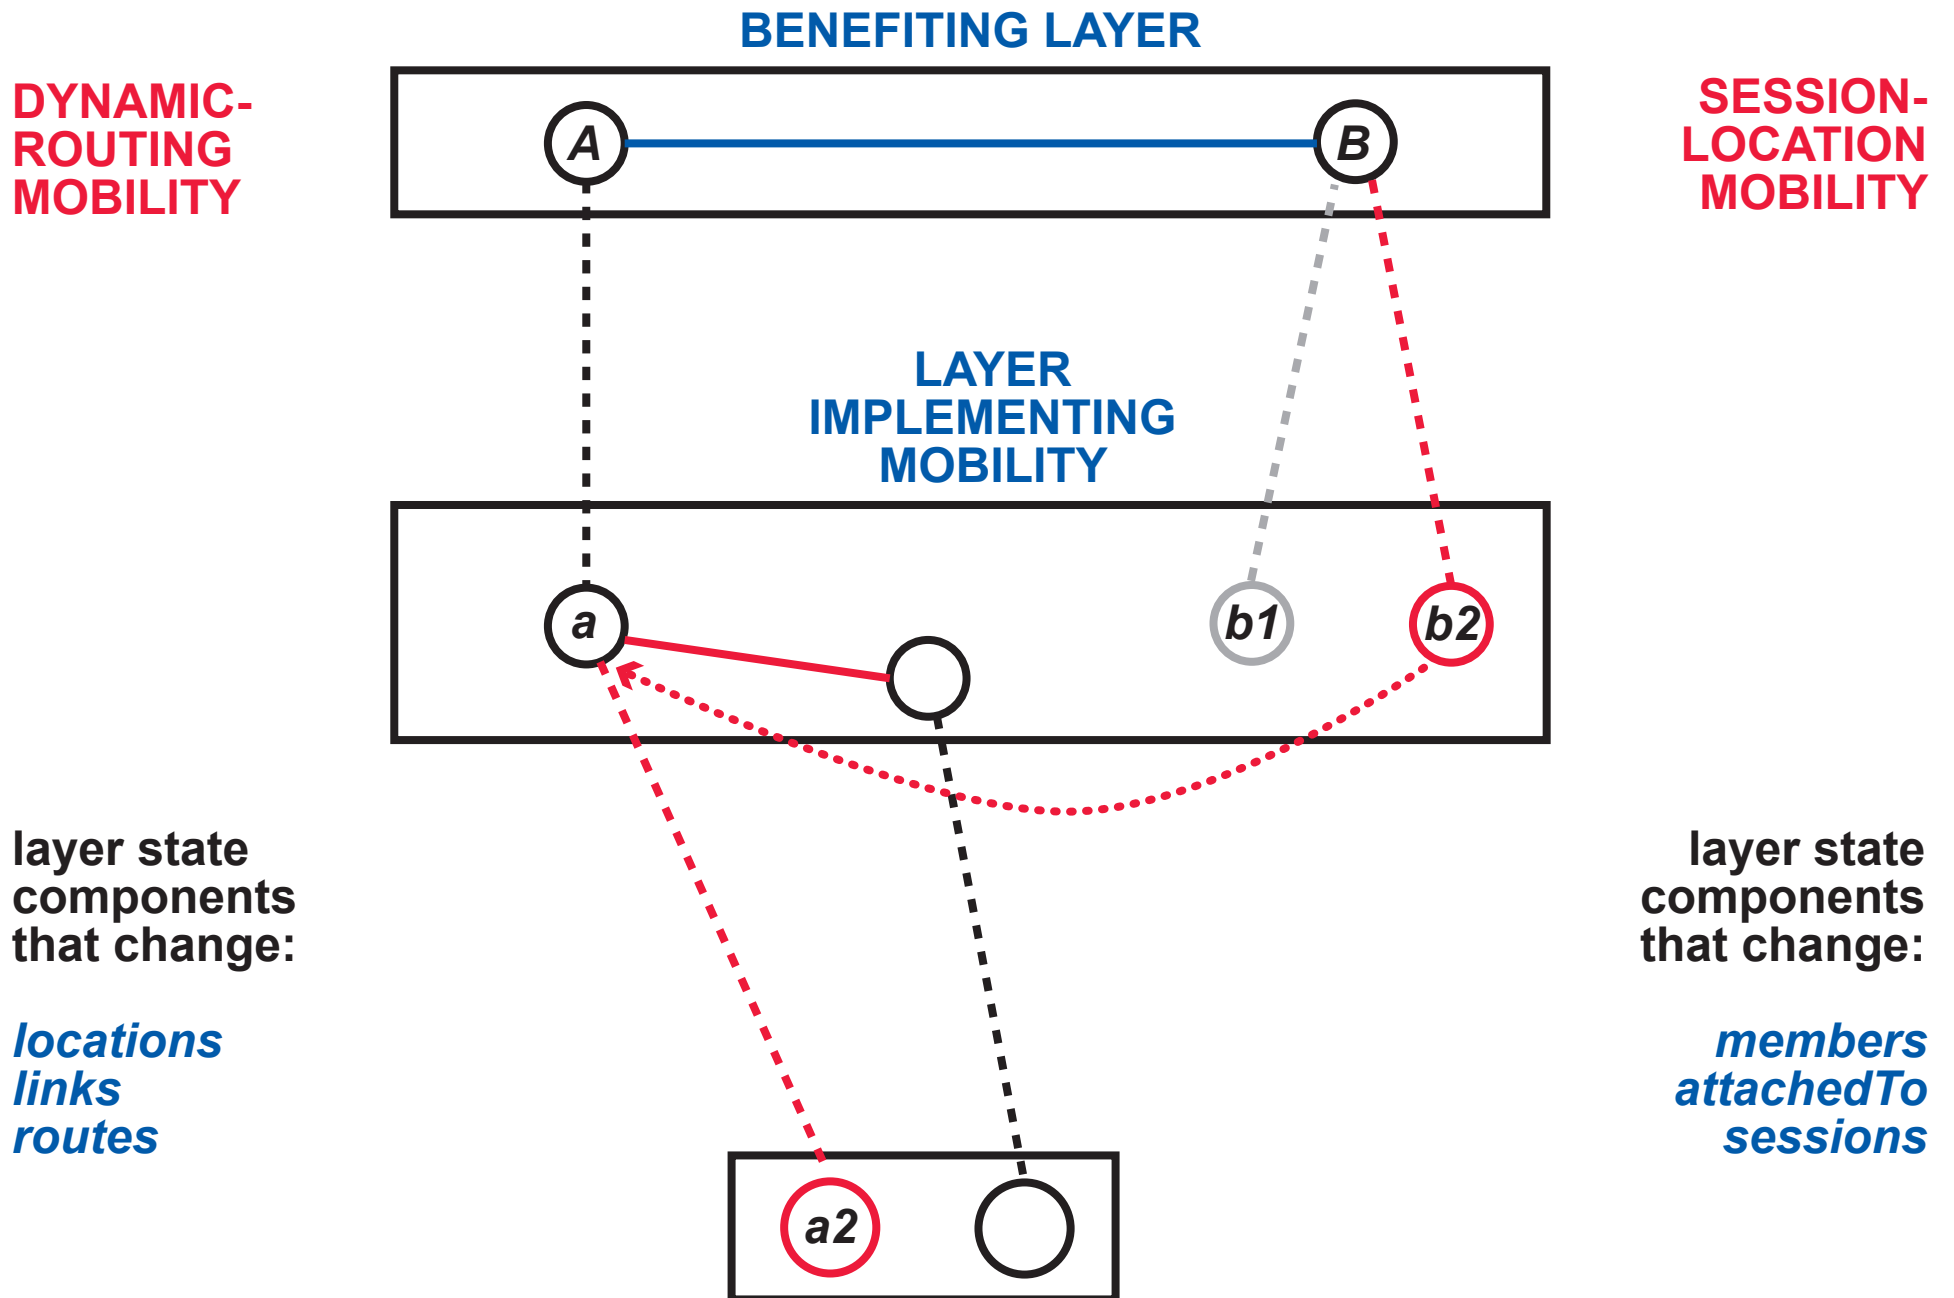 BENEFITING LAYER
DYNAMIC-
ROUTING
MOBILITY
A
B
SESSION-
LOCATION
MOBILITY
LAYER
IMPLEMENTING
MOBILITY
a
b1
b2
layer state
components
that change:
locations
links
routes
layer state
components
that change:
members
attachedTo
sessions
a2